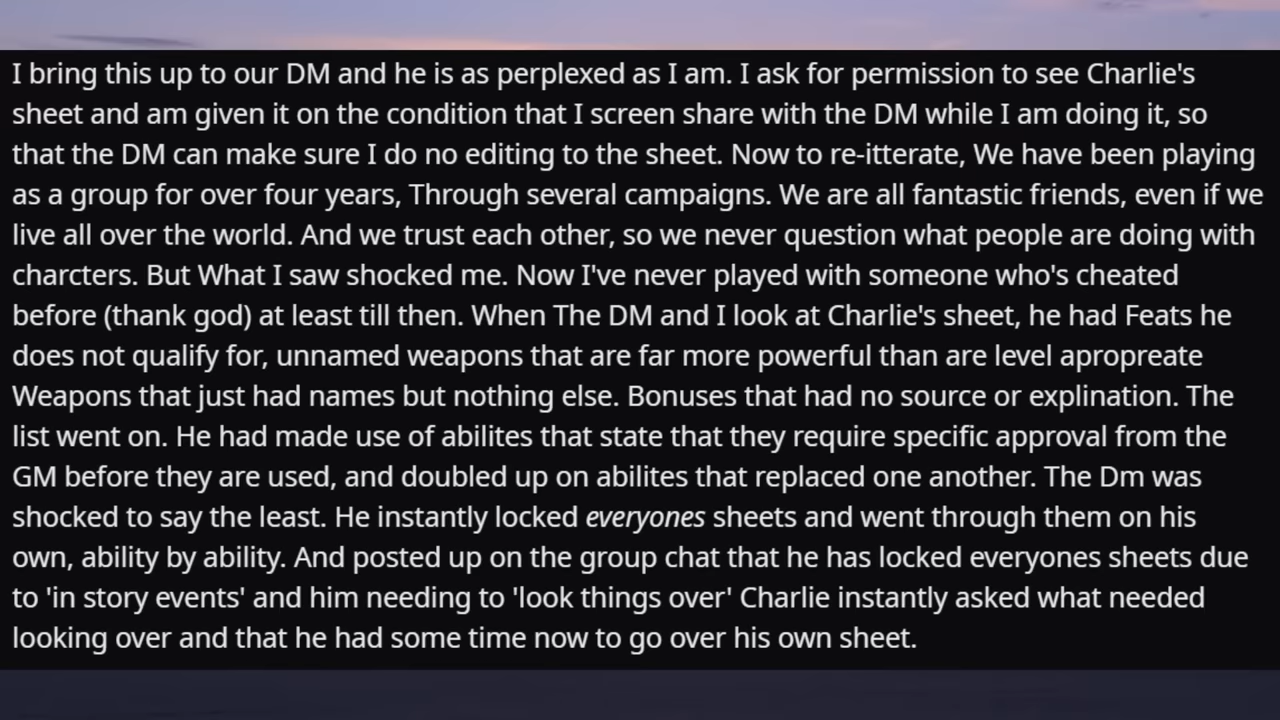 I bring this up to our DM and he is as perplexed as I am. I ask for permission to see Charlie's
sheet and am given it on the condition that I screen share with the DM while I am doing it, so
that the DM can make sure I do no editing to the sheet. Now to re-itterate, We have been playing
as a group for over four years, Through several campaigns. We are all fantastic friends, even if we
live all over the world. And we trust each other, so we never question what people are doing with
charcters. But What I saw shocked me. Now I've never played with someone who's cheated
before (thank god) at least till then. When The DM and I look at Charlie's sheet, he had Feats he
does not qualify for, unnamed weapons that are far more powerful than are level apropreate
Weapons that just had names but nothing else. Bonuses that had no source or explination. The
list went on. He had made use of abilites that state that they require specific approval from the
GM before they are used, and doubled up on abilites that replaced one another. The Dm was
shocked to say the least. He instantly locked everyones sheets and went through them on his
own, ability by ability. And posted up on the group chat that he has locked everyones sheets due
to 'in story events' and him needing to 'look things over' Charlie instantly asked what needed
looking over and that he had some time now to go over his own sheet.